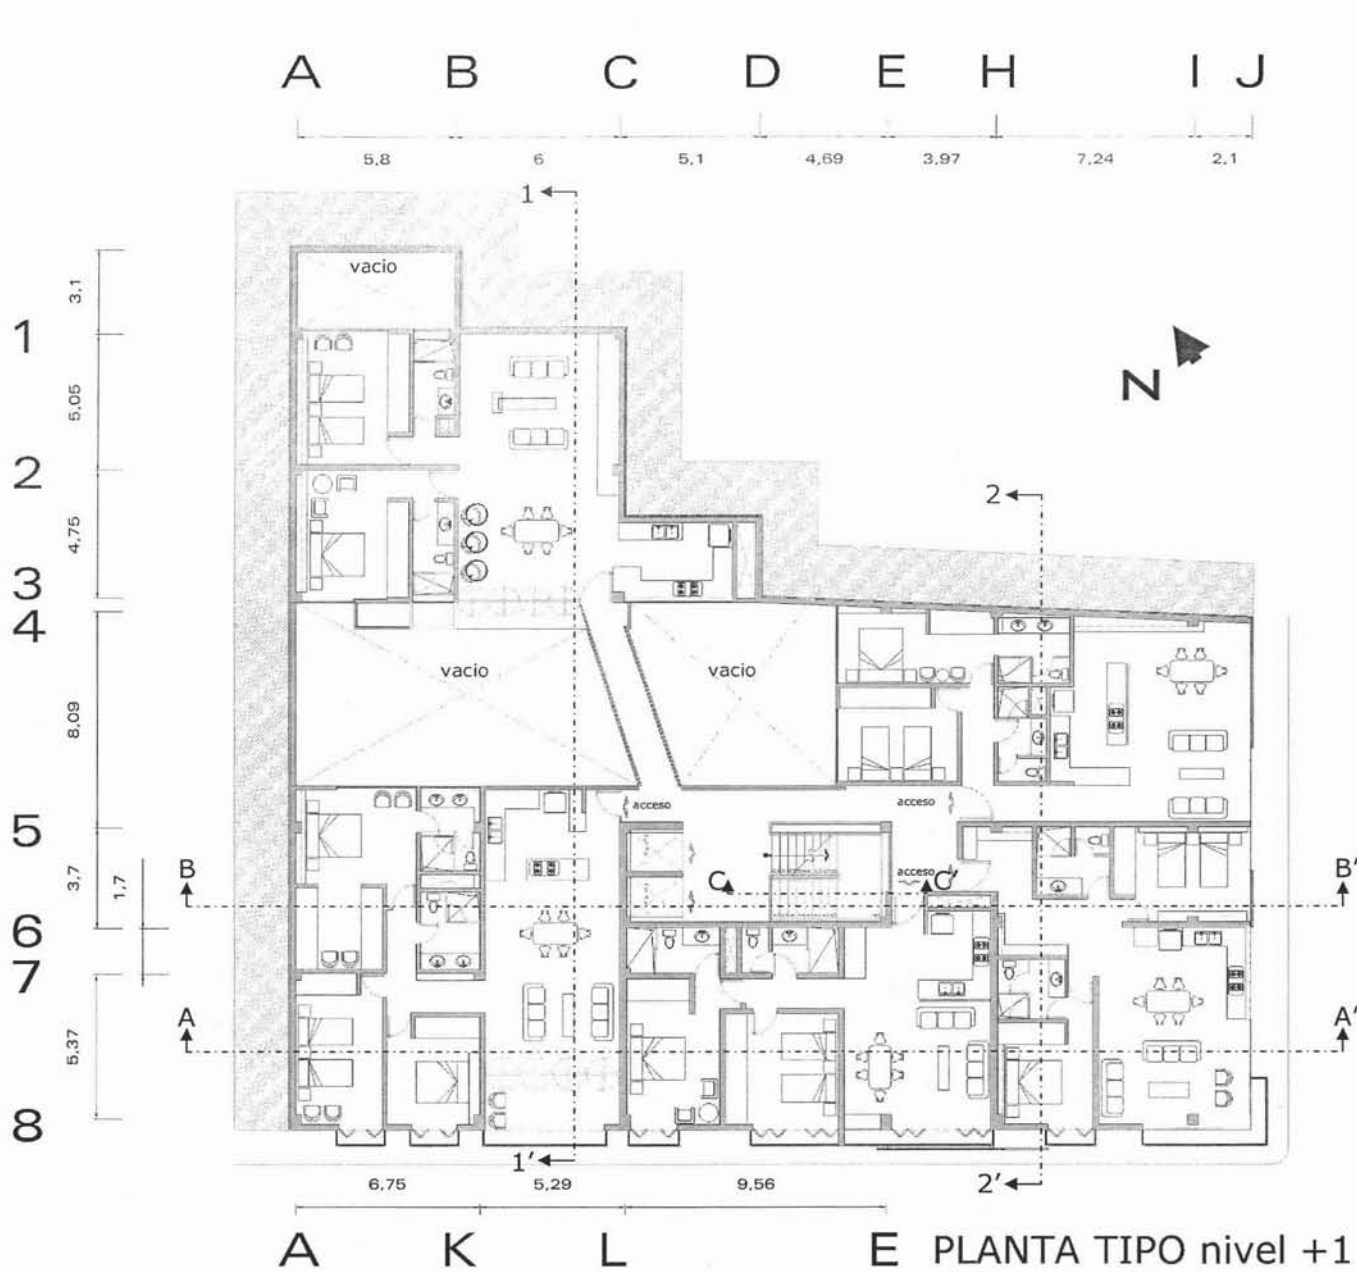 A B C D E H I J
5,8 6 5,1 4,69 3,97 7,24 2,1
1
vacio
3,1
1
5,05
N
2
2
4,75
3
4
vacio
vacio
8,09
acceso
acceso
5
3,7
1,7
B
C
acceso
C'
B'
6
7
A
A'
5,37
8
1'
2'
6,75 5,29 9,56
A K L E PLANTA TIPO nivel +1